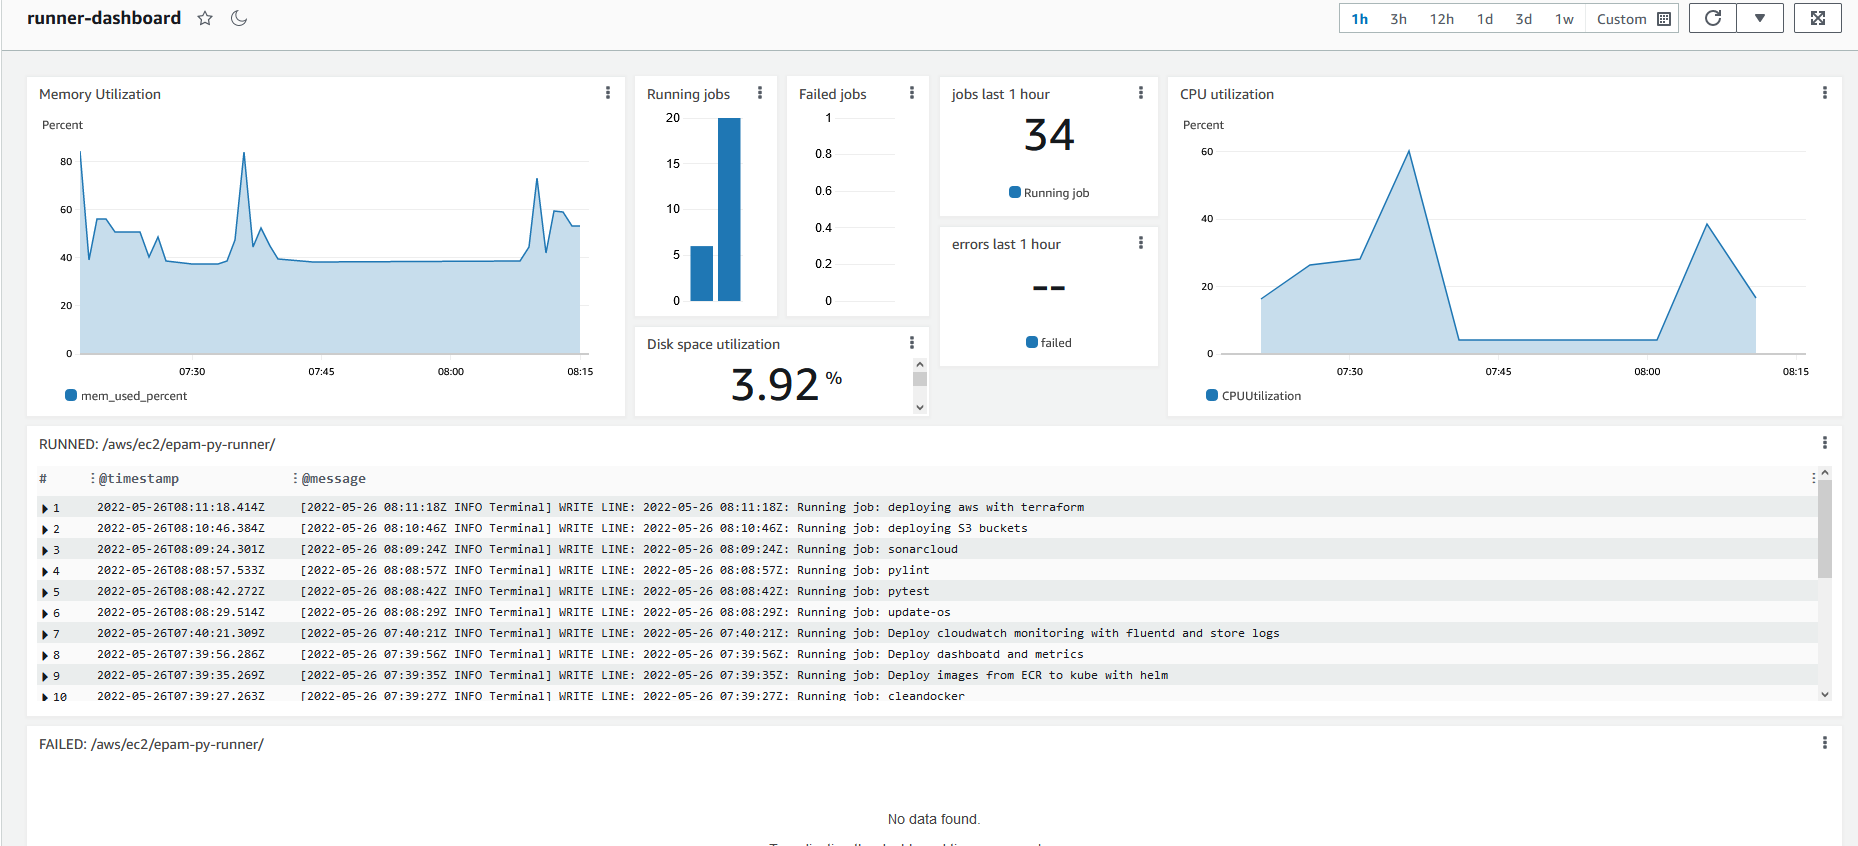 runner-dashboard
1h 3h 12h 1d 3d 1w Custom
Memory Utilization
Percent
80
60
40
20
0
07:30 07:45 08:00 08:15
mem_used_percent
Running jobs
20
15
10
5
0
Failed jobs
1
0.8
0.6
0.4
0.2
0
Disk space utilization
3.92 %
jobs last 1 hour
34
Running job
errors last 1 hour
--
failed
CPU utilization
Percent
60
40
20
0
07:30 07:45 08:00 08:15
CPUUtilization
RUNNED: /aws/ec2/epam-py-runner/
# @timestamp @message
1 2022-05-26T08:11:18.414Z [2022-05-26 08:11:18Z INFO Terminal] WRITE LINE: 2022-05-26 08:11:18Z: Running job: deploying aws with terraform
2 2022-05-26T08:10:46.384Z [2022-05-26 08:10:46Z INFO Terminal] WRITE LINE: 2022-05-26 08:10:46Z: Running job: deploying S3 buckets
3 2022-05-26T08:09:24.301Z [2022-05-26 08:09:24Z INFO Terminal] WRITE LINE: 2022-05-26 08:09:24Z: Running job: sonarcloud
4 2022-05-26T08:08:57.533Z [2022-05-26 08:08:57Z INFO Terminal] WRITE LINE: 2022-05-26 08:08:57Z: Running job: pylint
5 2022-05-26T08:08:42.272Z [2022-05-26 08:08:42Z INFO Terminal] WRITE LINE: 2022-05-26 08:08:42Z: Running job: pytest
6 2022-05-26T08:08:29.514Z [2022-05-26 08:08:29Z INFO Terminal] WRITE LINE: 2022-05-26 08:08:29Z: Running job: update-os
7 2022-05-26T07:40:21.309Z [2022-05-26 07:40:21Z INFO Terminal] WRITE LINE: 2022-05-26 07:40:21Z: Running job: Deploy cloudwatch monitoring with fluentd and store logs
8 2022-05-26T07:39:56.286Z [2022-05-26 07:39:56Z INFO Terminal] WRITE LINE: 2022-05-26 07:39:56Z: Running job: Deploy dashboatd and metrics
9 2022-05-26T07:39:35.269Z [2022-05-26 07:39:35Z INFO Terminal] WRITE LINE: 2022-05-26 07:39:35Z: Running job: Deploy images from ECR to kube with helm
10 2022-05-26T07:39:27.263Z [2022-05-26 07:39:27Z INFO Terminal] WRITE LINE: 2022-05-26 07:39:27Z: Running job: cleandocker
FAILED: /aws/ec2/epam-py-runner/
No data found.